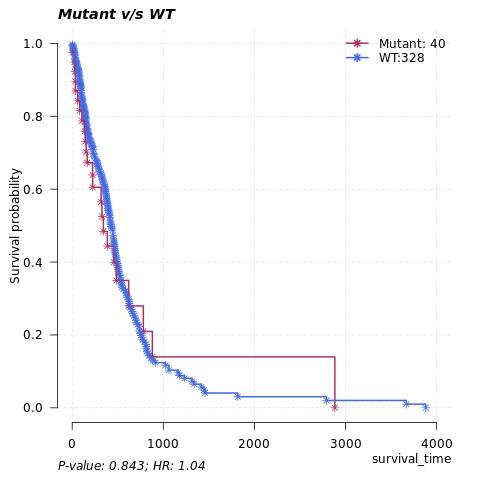 Mutant v/s WT
Mutant: 40
WT:328
Survival probability
1.0
0.8
0.6
0.4
0.2
0.0
0
1000
2000
3000
4000
survival_time
P-value: 0.843; HR: 1.04